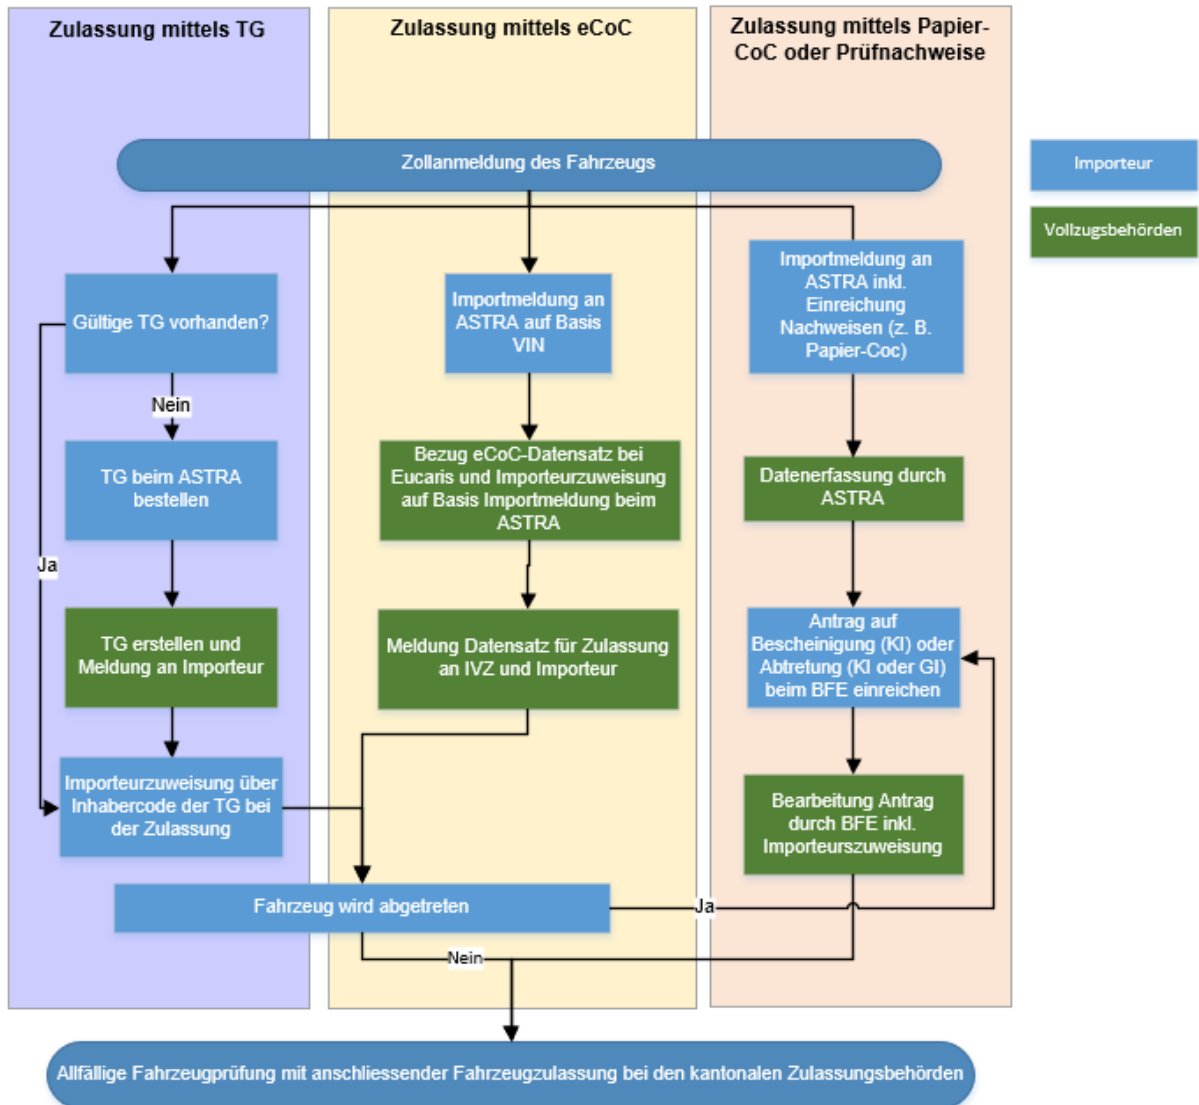 Zulassung mittels TG
Zulassung mittels eCoC
Zulassung mittels Papier-
CoC oder Prüfnachweise
Zollanmeldung des Fahrzeugs
Importeur
Vollzugsbehörden
Gültige TG vorhanden?
Nein
TG beim ASTRA
bestellen
Ja
TG erstellen und
Meldung an Importeur
Importeurzuweisung über
Inhabercode der TG bei
der Zulassung
Importmeldung an
ASTRA auf Basis
VIN
Bezug eCoC-Datensatz bei
Eucaris und Importeurzuweisung
auf Basis Importmeldung beim
ASTRA
Meldung Datensatz für Zulassung
an IVZ und Importeur
Importmeldung an
ASTRA inkl.
Einreichung
Nachweisen (z. B.
Papier-Coc)
Datenerfassung durch
ASTRA
Antrag auf
Bescheinigung (KI) oder
Abtretung (KI oder GI)
beim BFE einreichen
Bearbeitung Antrag
durch BFE inkl.
Importeurszuweisung
Fahrzeug wird abgetreten
Ja
Nein
Allfällige Fahrzeugprüfung mit anschliessender Fahrzeugzulassung bei den kantonalen Zulassungsbehörden